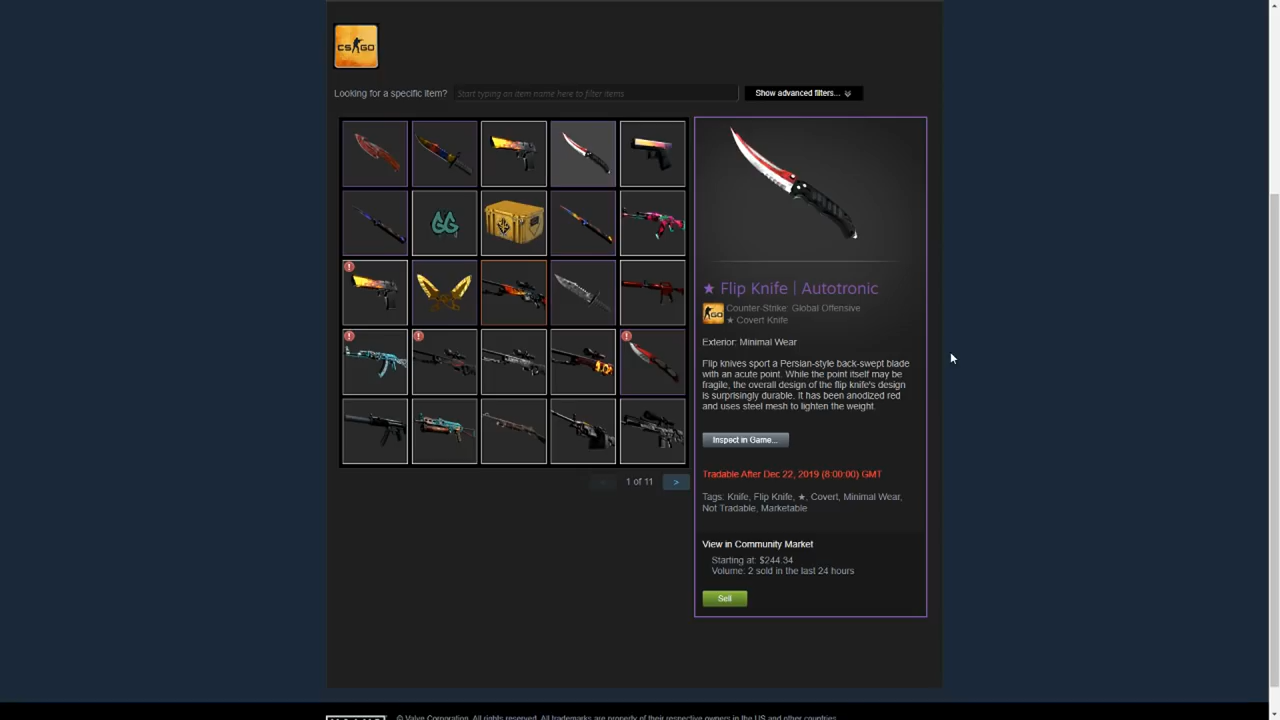 CS GO
Looking for a specific item? Start typing an item name here to filter items Show advanced filters...
★ Flip Knife | Autotronic
Counter-Strike: Global Offensive
★ Covert Knife
Exterior: Minimal Wear
Flip knives sport a Persian-style back-swept blade
with an acute point. While the point itself may be
fragile, the overall design of the flip knife's design
is surprisingly durable. It has been anodized red
and uses steel mesh to lighten the weight.
Inspect in Game...
Tradable After Dec 22, 2019 (8:00:00) GMT
1 of 11 >
Tags: Knife, Flip Knife, ★, Covert, Minimal Wear,
Not Tradable, Marketable
View in Community Market
Starting at: $244.34
Volume: 2 sold in the last 24 hours
Sell
© Valve Corporation. All rights reserved. All trademarks are property of their respective owners in the US and other countries.